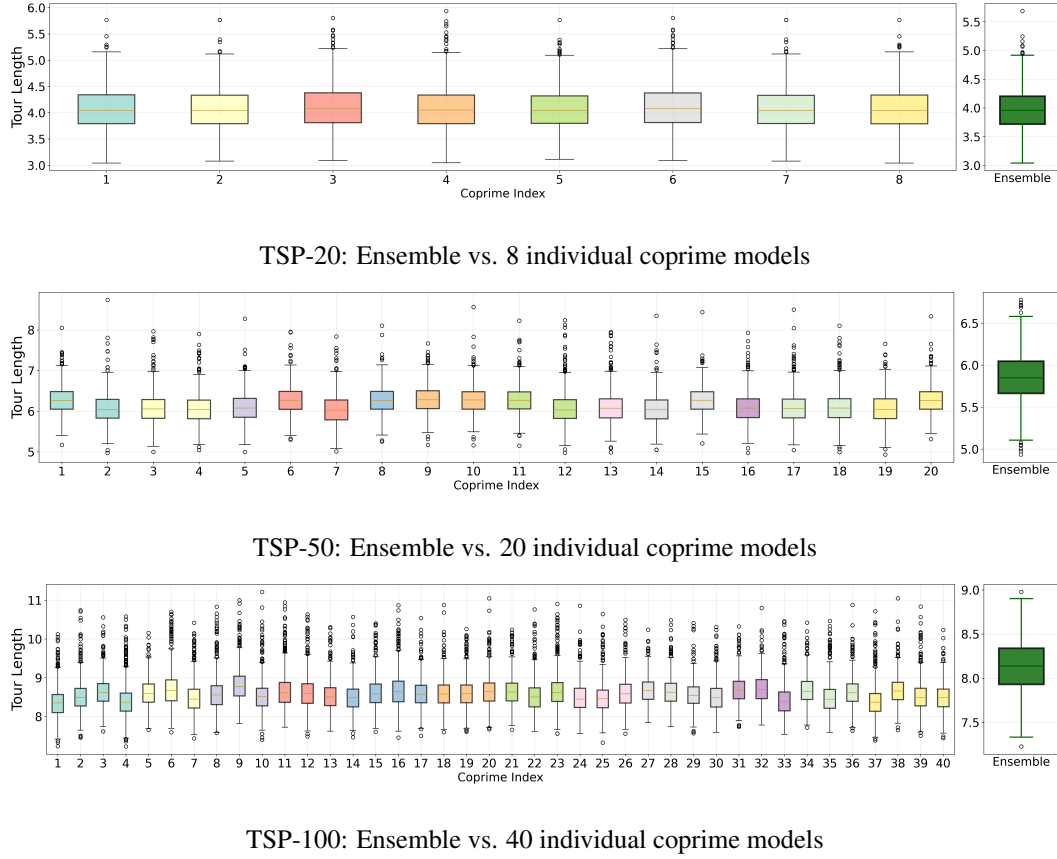 6.0
5.5
5.0
4.5
4.0
3.5
3.0
Tour Length
1 2 3 4 5 6 7 8
Coprime Index
5.5
5.0
4.5
4.0
3.5
3.0
Ensemble
TSP-20: Ensemble vs. 8 individual coprime models
8
7
6
5
Tour Length
1 2 3 4 5 6 7 8 9 10 11 12 13 14 15 16 17 18 19 20
Coprime Index
6.5
6.0
5.5
5.0
Ensemble
TSP-50: Ensemble vs. 20 individual coprime models
11
10
9
8
Tour Length
1 2 3 4 5 6 7 8 9 10 11 12 13 14 15 16 17 18 19 20 21 22 23 24 25 26 27 28 29 30 31 32 33 34 35 36 37 38 39 40
Coprime Index
9.0
8.5
8.0
7.5
Ensemble
TSP-100: Ensemble vs. 40 individual coprime models